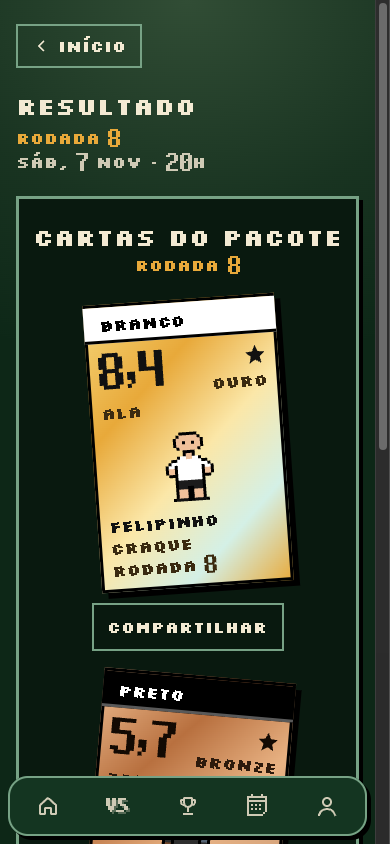 INÍCIO
RESULTADO
RODADA 8
SÁB, 7 NOV · 20H
CARTAS DO PACOTE
RODADA 8
BRANCO
8,4
OURO
ALA
FELIPINHO
CRAQUE
RODADA 8
COMPARTILHAR
PRETO
5,7
BRONZE
VS